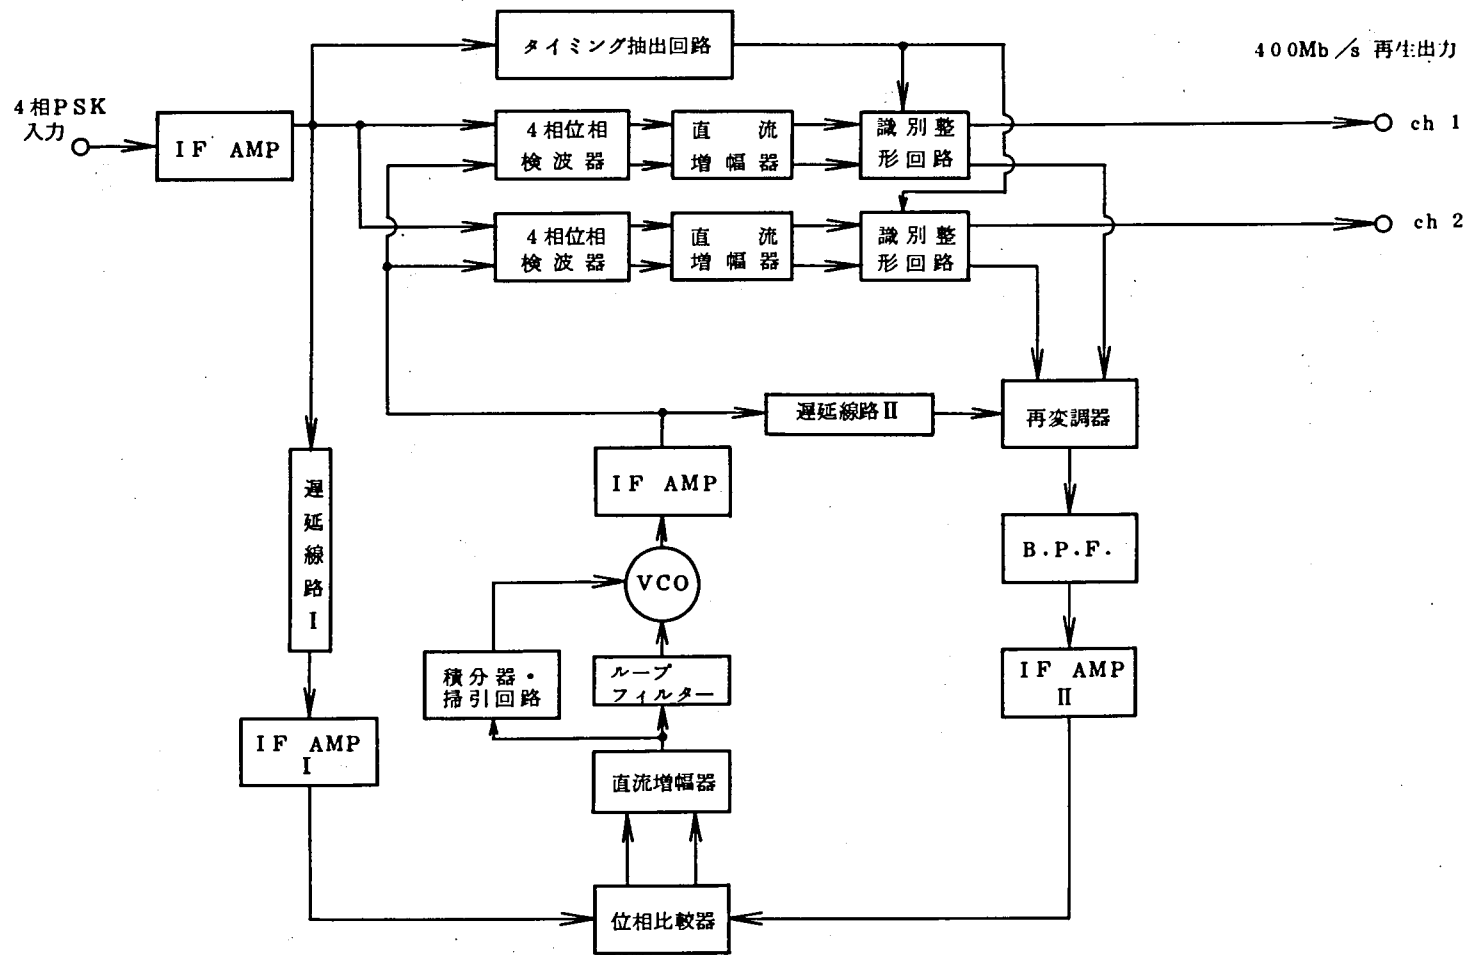 タイミング抽出回路
400Mb/s 再生出力
4相PSK
入力
IF AMP
4相位相
検波器
直流
増幅器
識別整
形回路
ch 1
4相位相
検波器
直流
増幅器
識別整
形回路
ch 2
遅延線路Ⅱ
再変調器
遅延線路Ⅰ
IF AMP
B.P.F.
VCO
積分器・
掃引回路
ループ
フィルター
IF AMP
Ⅱ
IF AMP
Ⅰ
直流増幅器
位相比較器